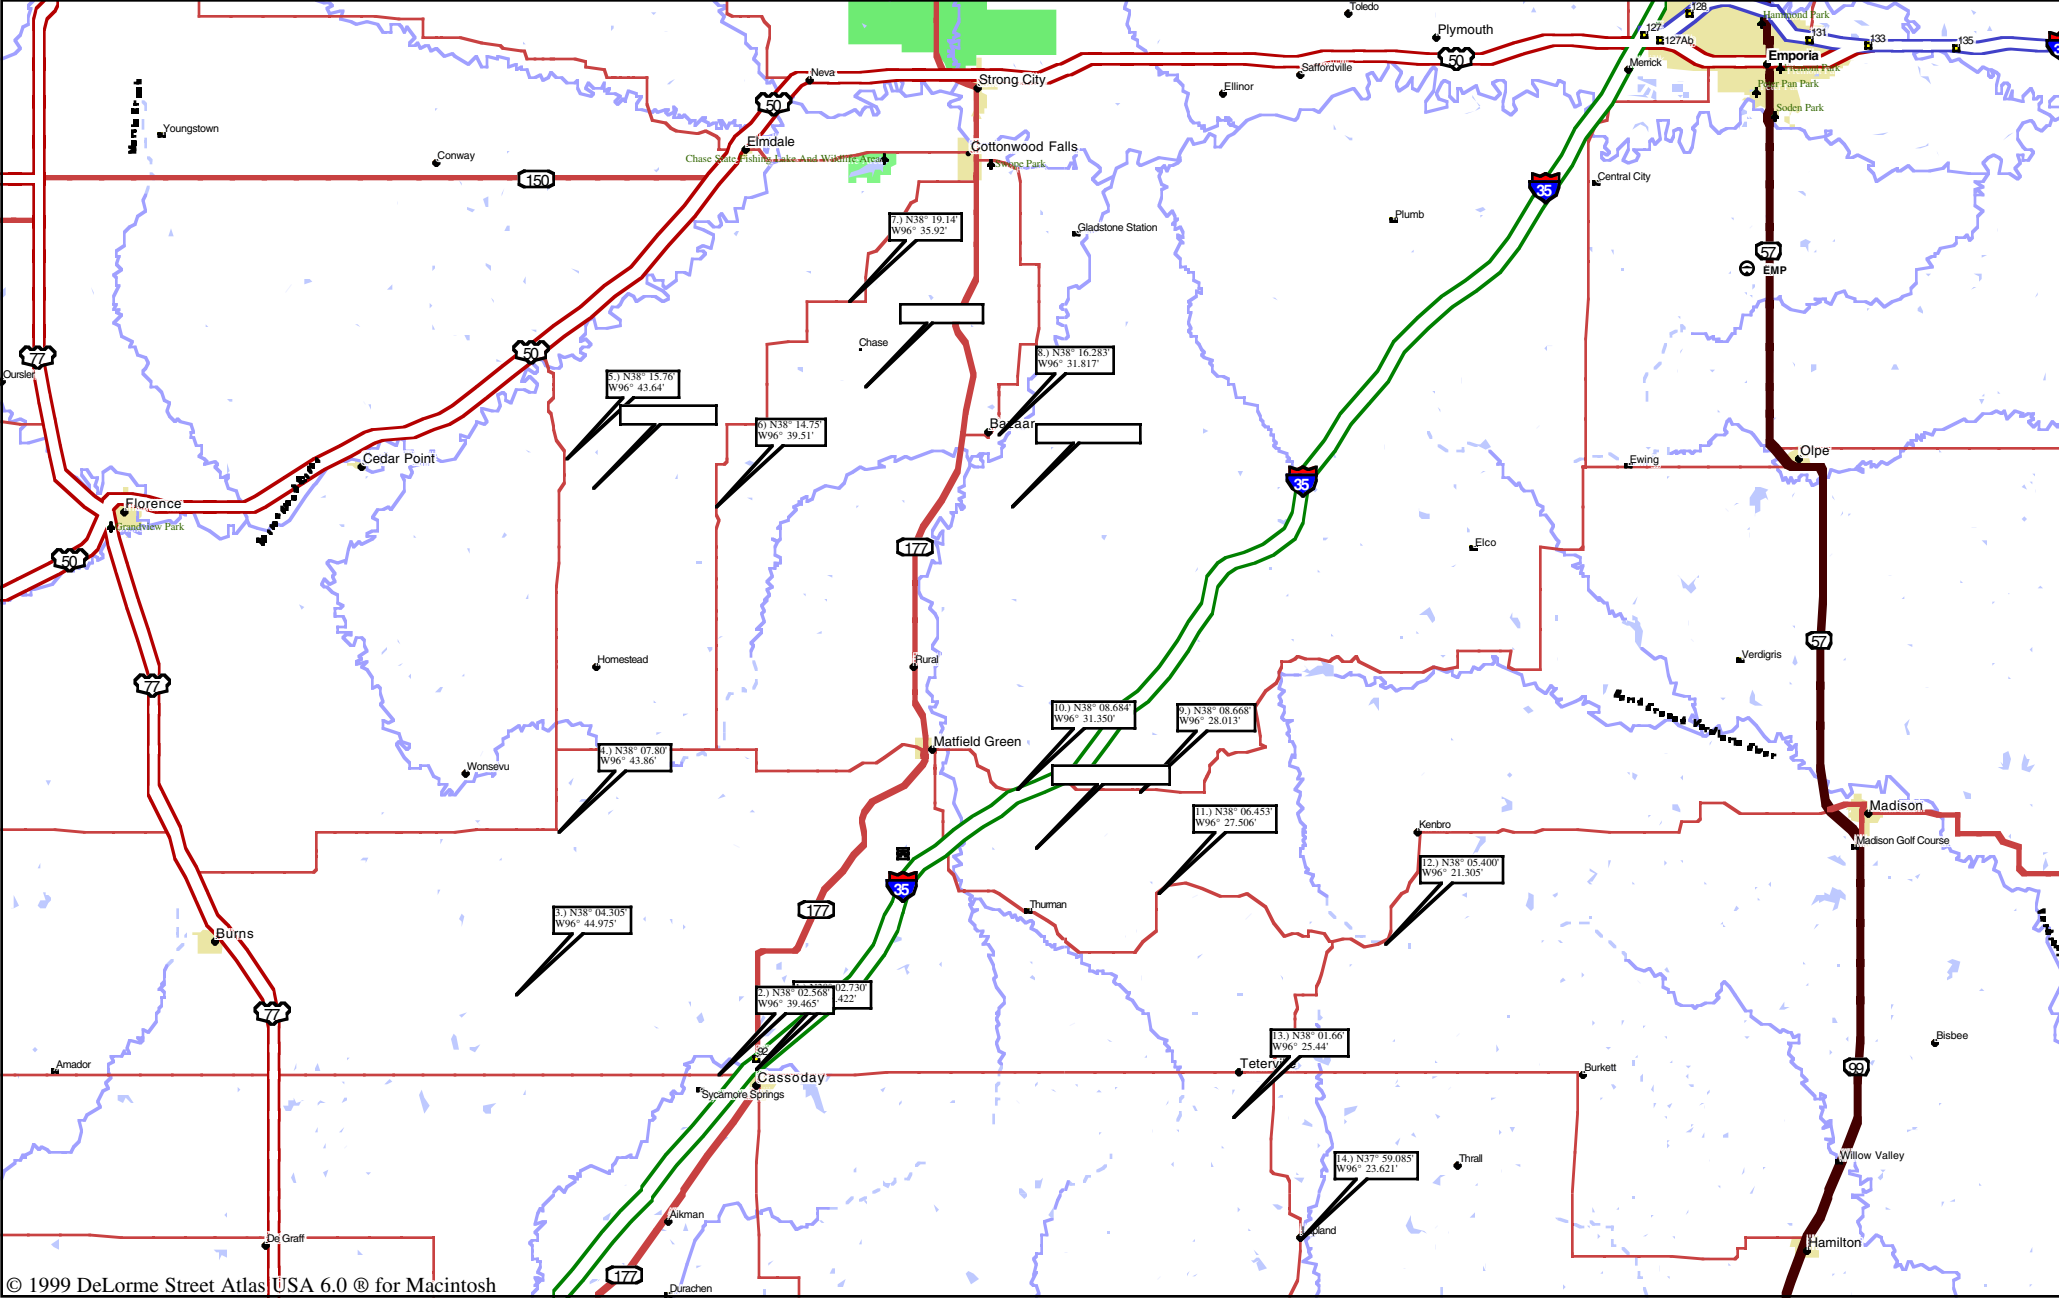 Toledo
128
Hammond Park
Plymouth
127
127Ab
131
133
135
Emporia
Fremont Park
50
Neva
Strong City
Saffordville
Merrick
Ellinor
Peter Pan Park
Soden Park
50
Youngstown
Elmdale
Cottonwood Falls
Conway
Chase State Fishing Lake And Wildlife Area
Swope Park
150
Central City
35
7.) N38° 19.14'
W96° 35.92'
Gladstone Station
Plumb
57
EMP
77
50
Chase
8.) N38° 16.283'
W96° 31.817'
Oursler
5.) N38° 15.76'
W96° 43.64'
6) N38° 14.75'
W96° 39.51'
Bazaar
Cedar Point
Olpe
Ewing
35
Florence
Grandview Park
50
177
Elco
57
Homestead
Rural
Verdigris
77
10.) N38° 08.684'
W96° 31.350'
9.) N38° 08.668'
W96° 28.013'
Matfield Green
4.) N38° 07.80'
W96° 43.86'
Wonsevu
11.) N38° 06.453'
W96° 27.506'
Madison
Kenbro
Madison Golf Course
12.) N38° 05.400'
W96° 21.305'
35
177
Thurman
3.) N38° 04.305'
W96° 44.975'
Burns
02.730'
.422'
2.) N38° 02.568'
W96° 39.465'
77
13.) N38° 01.66'
W96° 25.44'
Bisbee
92
Amador
Cassoday
Burkett
99
Sycamore Springs
14.) N37° 59.085'
W96° 23.621'
Thrall
Willow Valley
Aikman
De Graff
Hamilton
177
Durachen
© 1999 DeLorme Street Atlas USA 6.0 ® for Macintosh